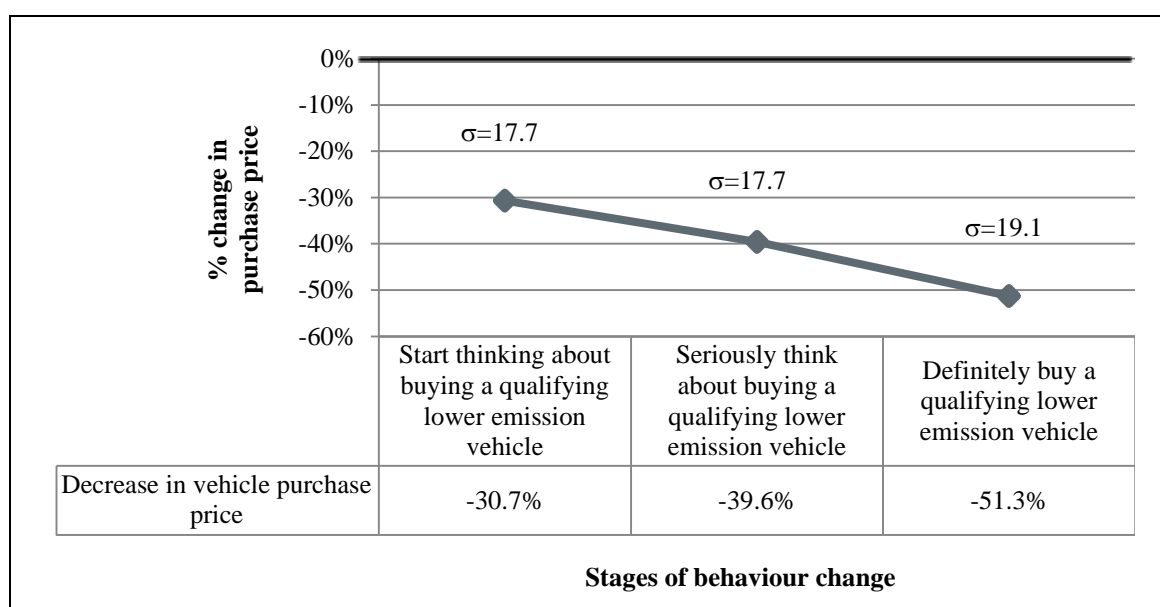 0%
-10%
-20%
-30%
-40%
-50%
-60%
% change in
purchase price
σ=17.7
σ=17.7
σ=19.1
Start thinking about
buying a qualifying
lower emission
vehicle
Seriously think
about buying a
qualifying lower
emission vehicle
Definitely buy a
qualifying lower
emission vehicle
Decrease in vehicle purchase
price
-30.7%
-39.6%
-51.3%
Stages of behaviour change